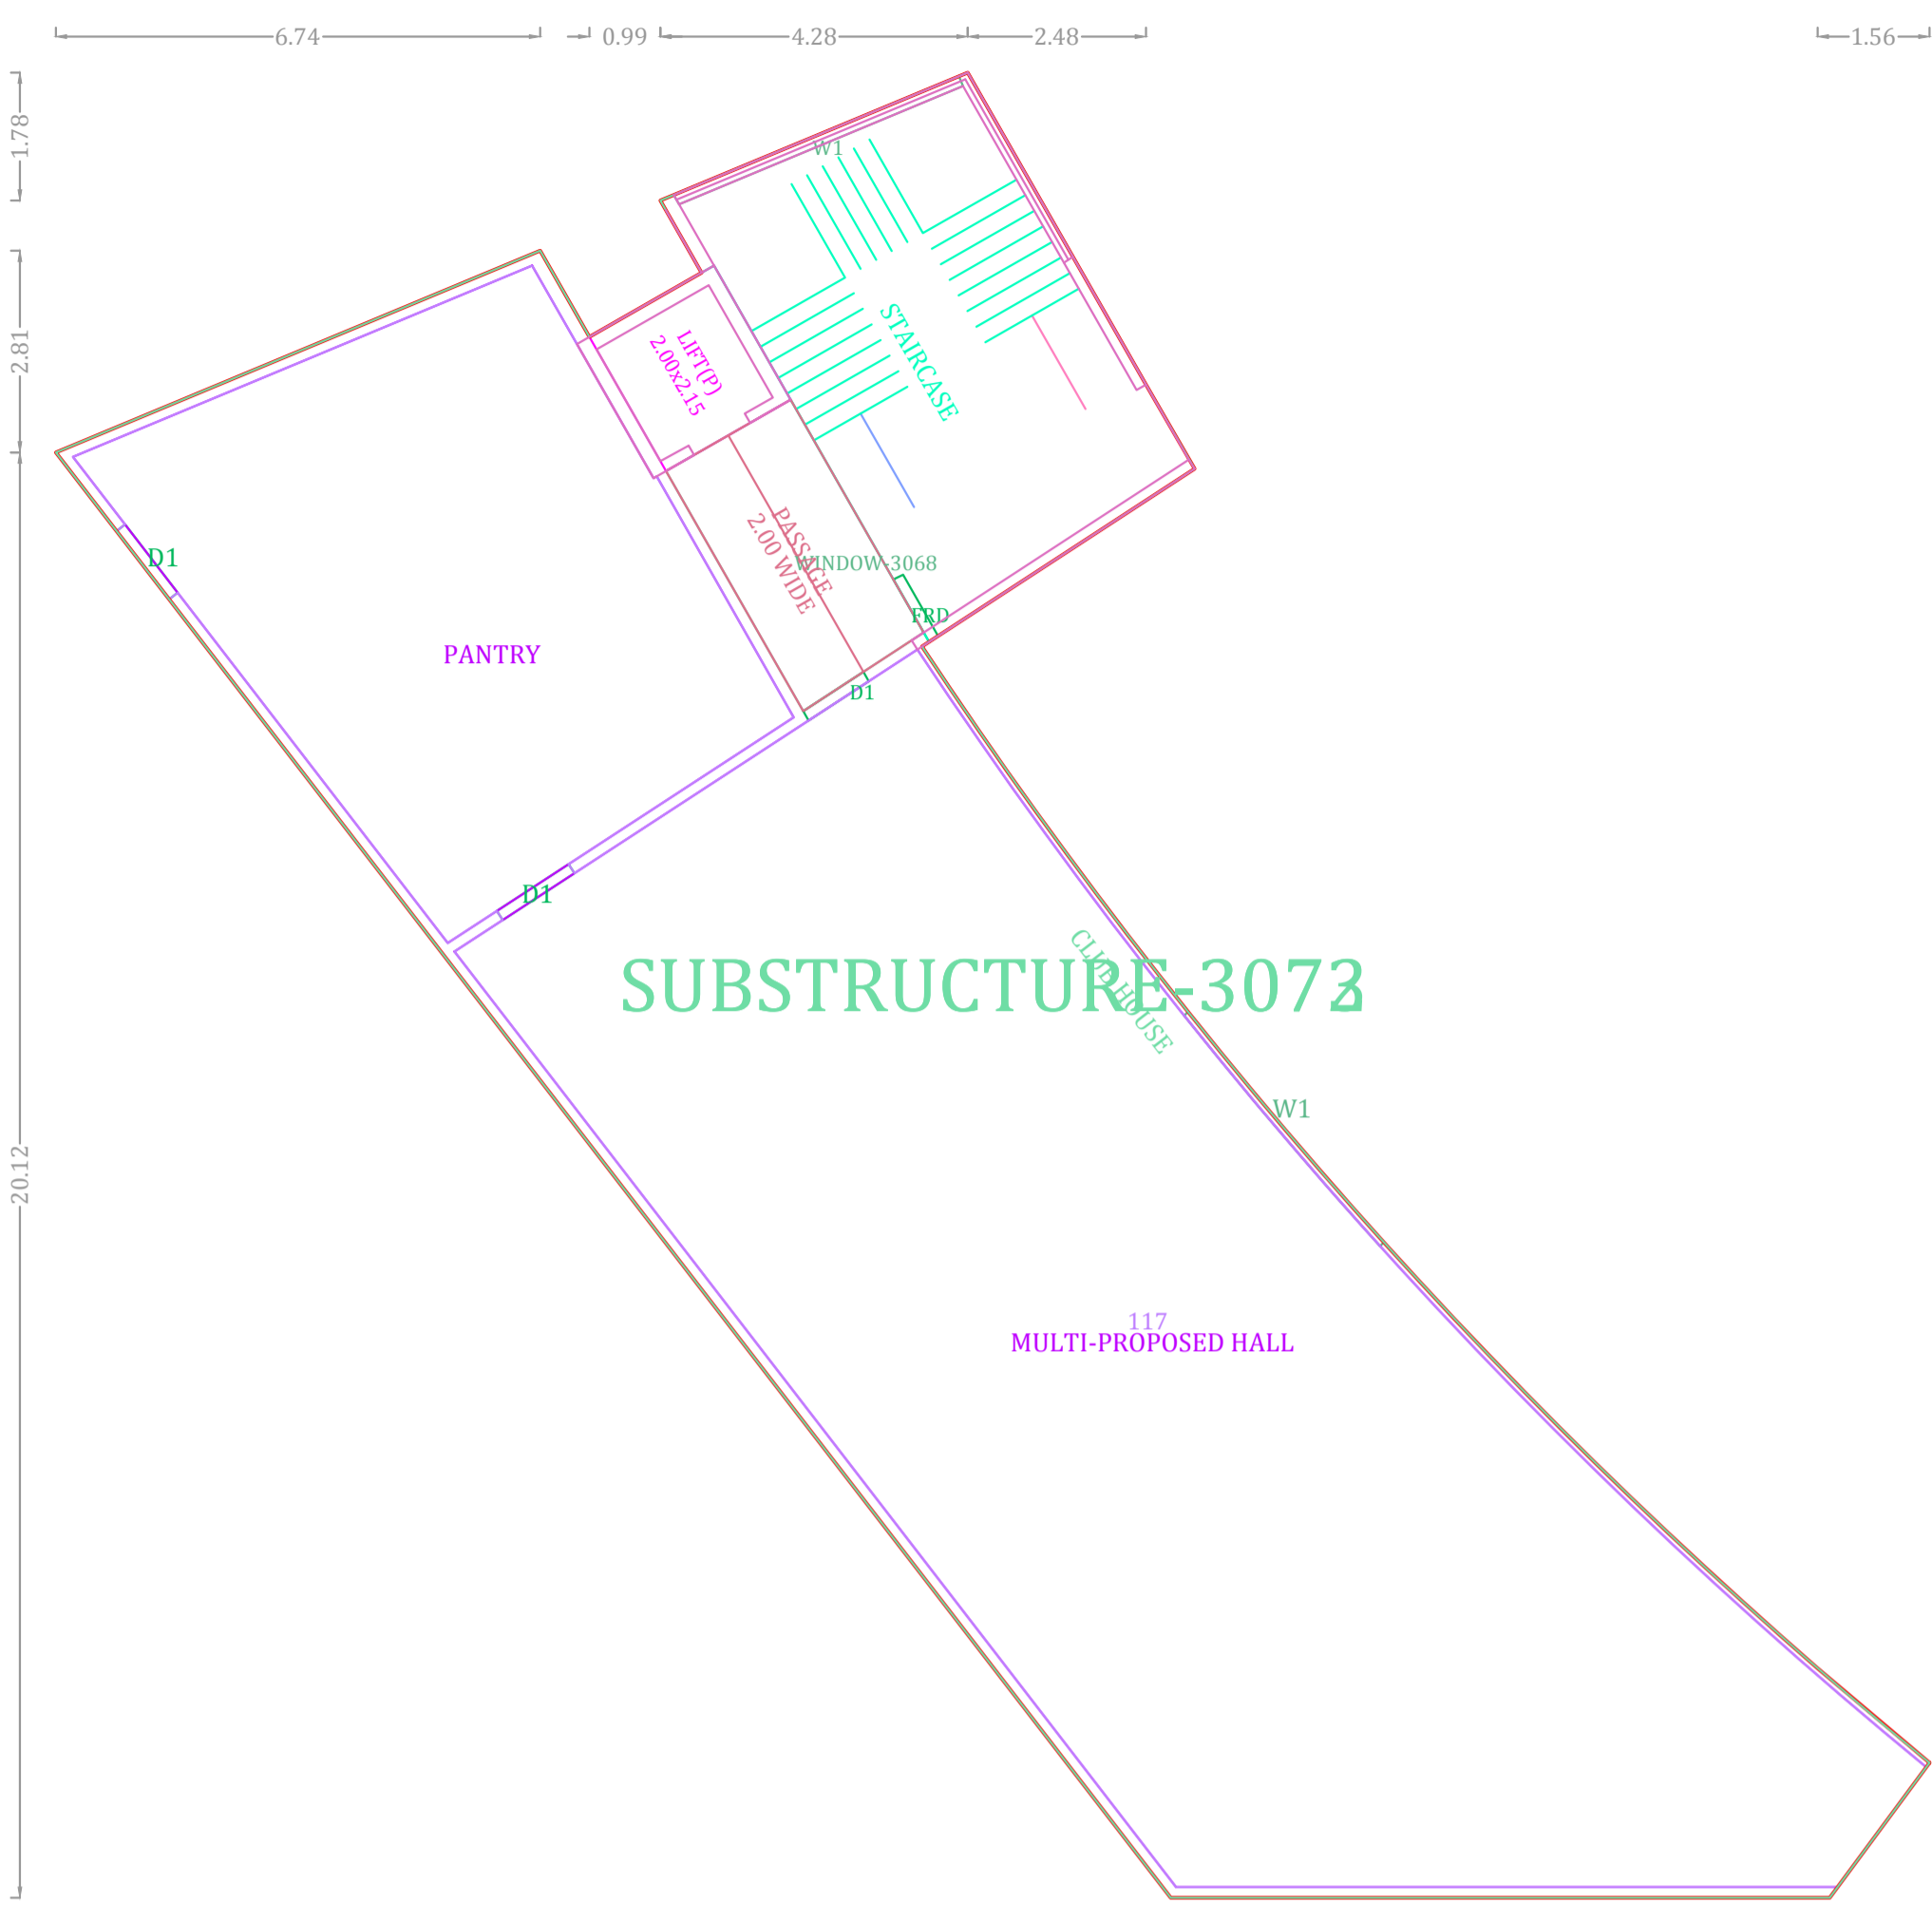 6.74
0.99
4.28
2.48
1.56
1.78
2.81
20.12
W1
STAIRCASE
LIFT(P)
2.00x2.15
PASSAGE
2.00 WIDE
WINDOW-3068
FRD
D1
D1
PANTRY
D1
CLUB HOUSE
SUBSTRUCTURE-3073
W1
117
MULTI-PROPOSED HALL